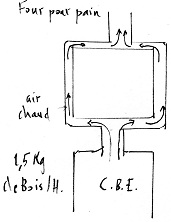 Four pour pain
air
chaud
1,5 Kg
de Bois/H.
C.B.E.